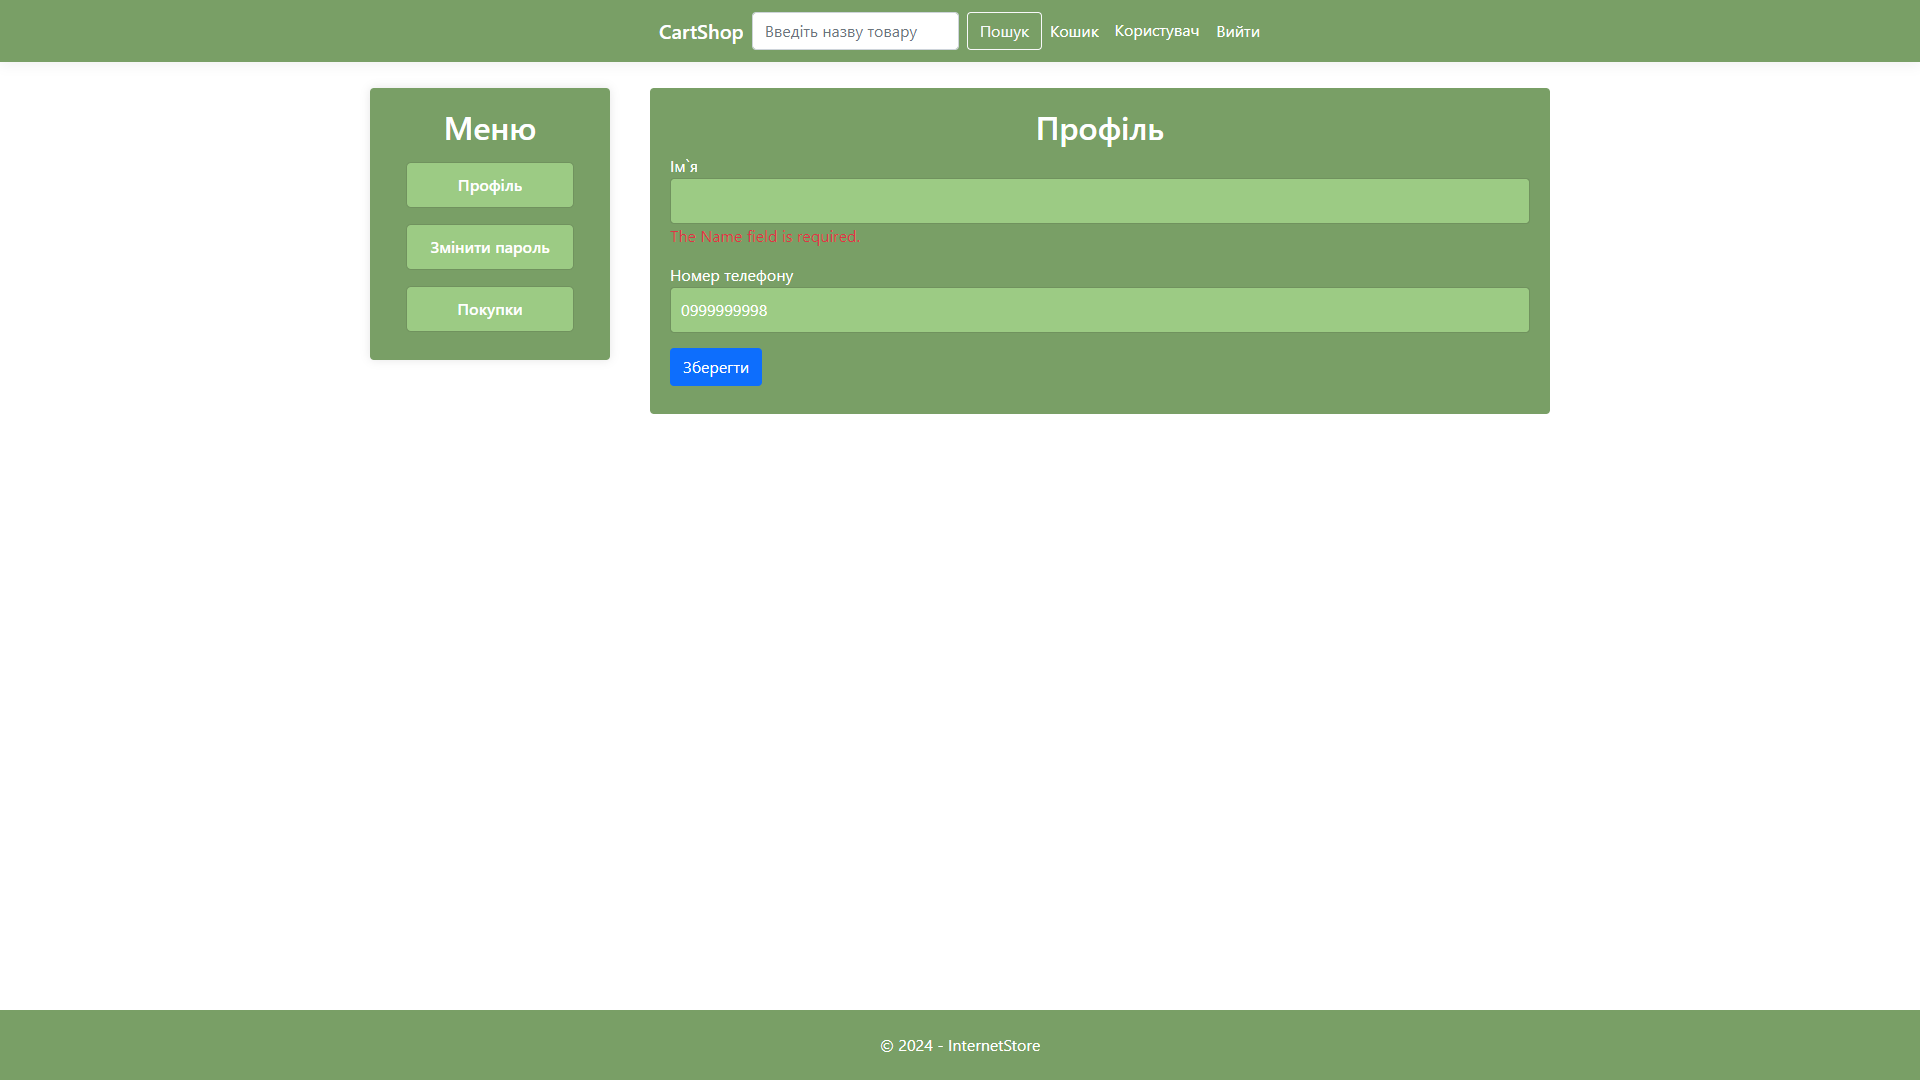 CartShop
Введіть назву товару
Пошук
Кошик
Користувач
Вийти
Меню
Профіль
Змінити пароль
Покупки
Профіль
Ім`я
The Name field is required.
Номер телефону
0999999998
Зберегти
© 2024 - InternetStore